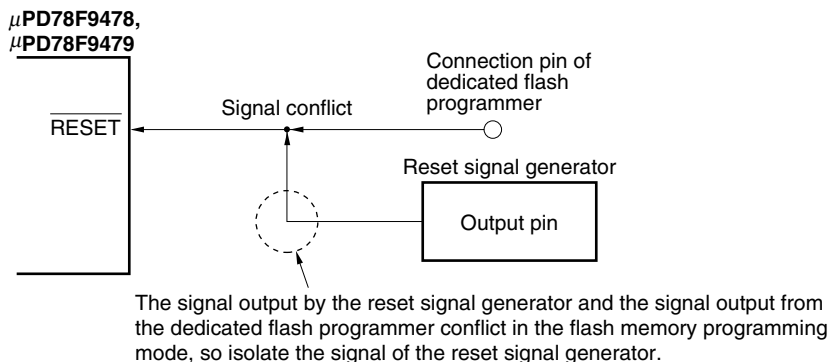 μPD78F9478,
μPD78F9479
Connection pin of
dedicated flash
programmer
Signal conflict
RESET
Reset signal generator
Output pin
The signal output by the reset signal generator and the signal output from
the dedicated flash programmer conflict in the flash memory programming
mode, so isolate the signal of the reset signal generator.